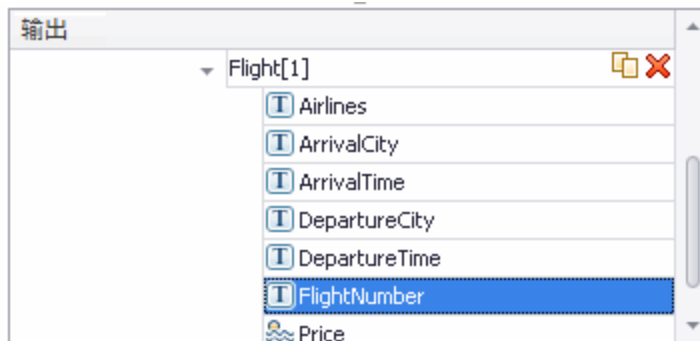 输出
Flight[1]
Airlines
ArrivalCity
ArrivalTime
DepartureCity
DepartureTime
FlightNumber
Price